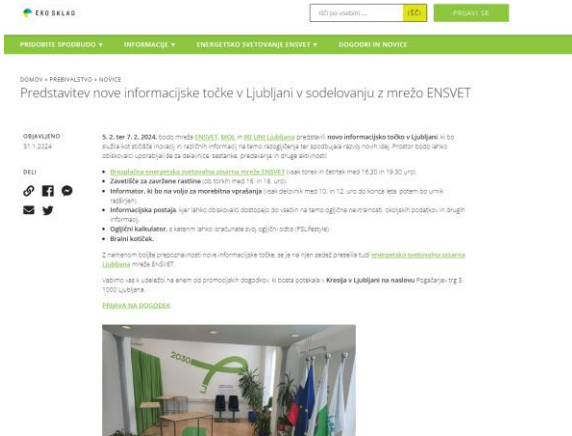 EKO SKLAD
Išči po vsebini ...
IŠČI
PRIJAVI SE
PRIDOBITE SPODBUDO
INFORMACIJE
ENERGETSKO SVETOVANJE ENSVET
DOGODKI IN NOVICE
DOMOV » PREBIVALSTVO » NOVICE
Predstavitev nove informacijske točke v Ljubljani v sodelovanju z mrežo ENSVET
OBJAVLJENO
31.1.2024
DELI
5. 2. ter 7. 2. 2024. bodo mreža ENSVET, MOL in IRI UNI Ljubljana predstavili novo informacijsko točko v Ljubljani, ki bo
služila kot stičišče inovacij in različnih informacij na temo razogljičenja ter spodbujala razvoj novih idej. Prostor bodo lahko
obiskovalci uporabljali še za delavnice, sestanke, predavanja in druge aktivnosti:
Brezplačna energetska svetovalna pisarna mreže ENSVET (vsak torek in četrtek med 16.30 in 19.30 uro).
Zavetišče za zavržene rastline (ob torkih med 16. in 18. uro).
Informator, ki bo na voljo za morebitna vprašanja (vsak delovnik med 10. in 12. uro do konca leta, potem bo urnik
razširjen).
Informacijska postaja, kjer lahko obiskovalci dostopajo do vsebin na temo ogljične nevtralnosti, okoljskih podatkov in drugih
informacij.
Ogljični kalkulator, s katerim lahko izračunate svoj ogljični odtis (PSLifestyle).
Bralni kotiček.
Z namenom boljše prepoznavnosti nove informacijske točke, se je na njen sedež preselila tudi energetsko svetovalna pisarna
Ljubljana mreže ENSVET.
Vabimo vas k udeležbi na enem od promocijskih dogodkov, ki bosta potekala v Kresija v Ljubljani na naslovu Pogačarjev trg 3,
1000 Ljubljana.
PRIJAVA NA DOGODEK
2030